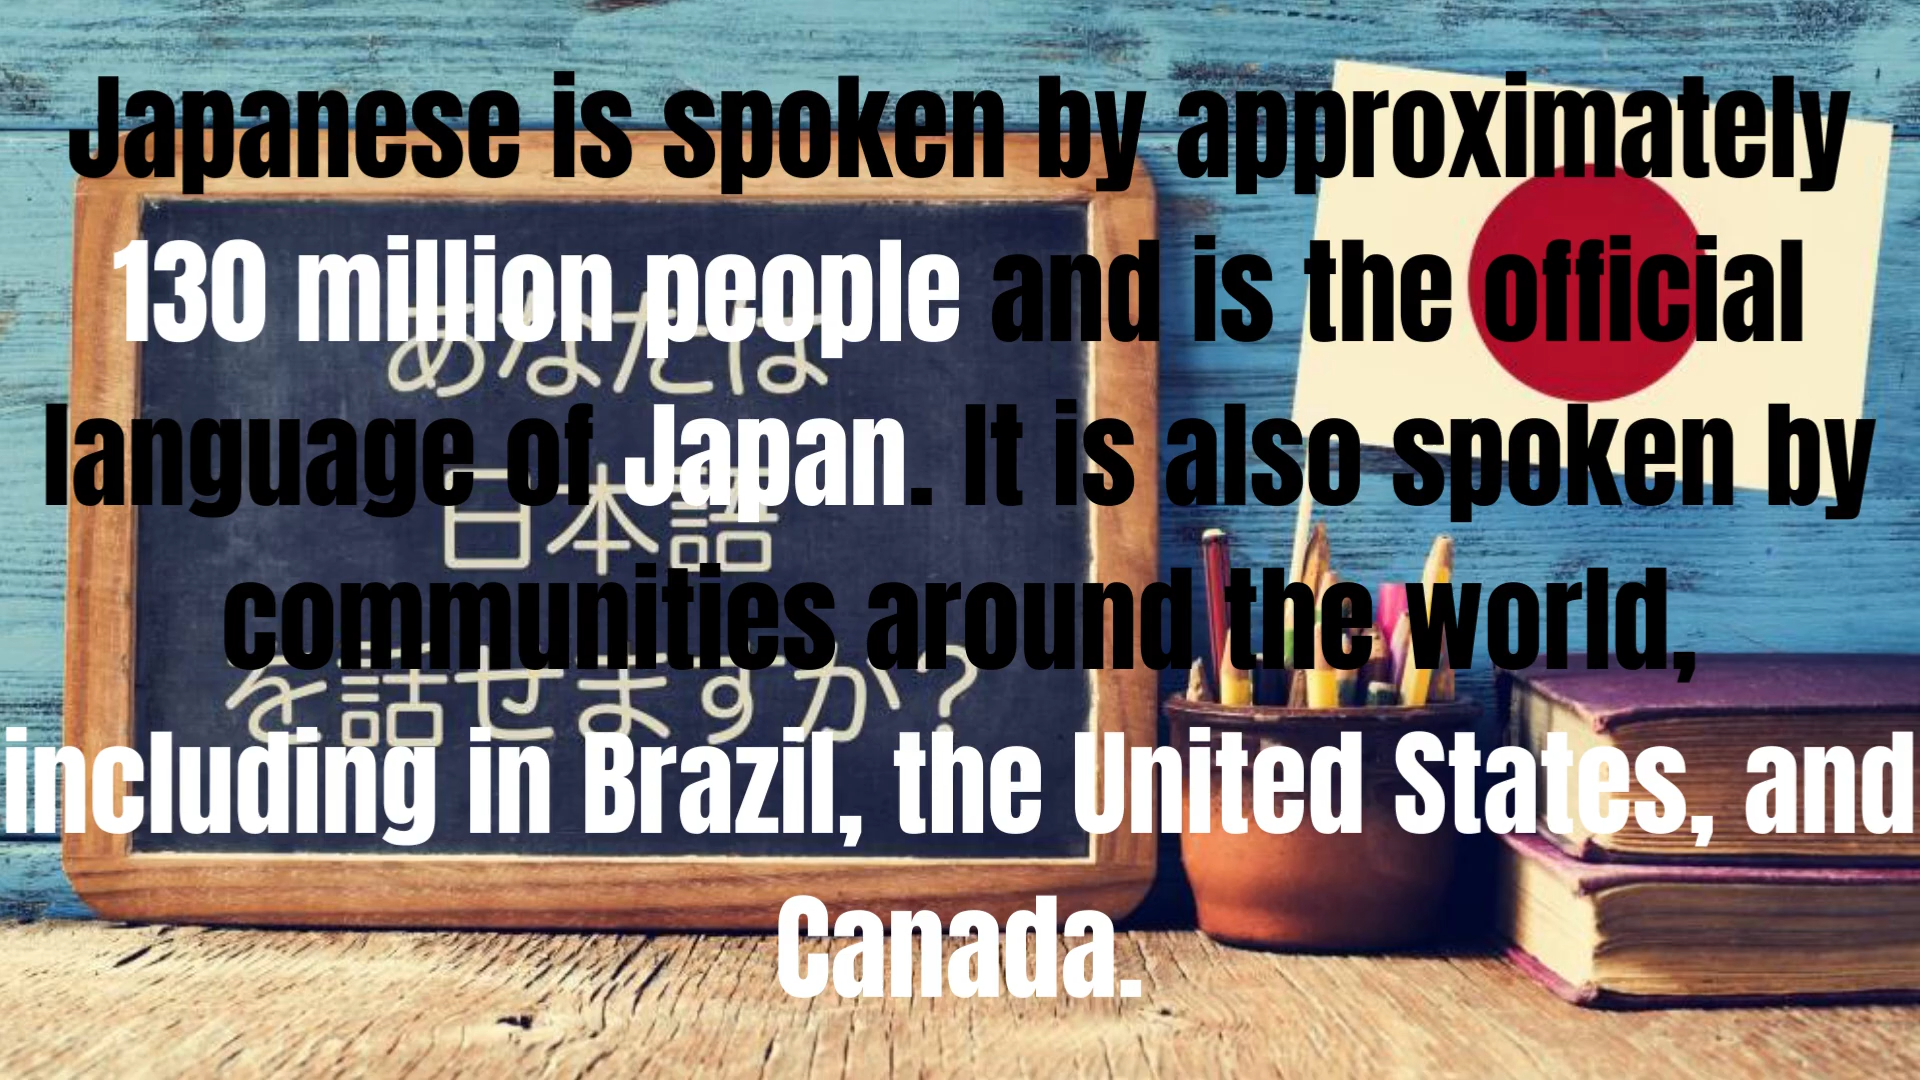 Japanese is spoken by approximately
130 million people and is the official
language of Japan. It is also spoken by
communities around the world,
including in Brazil, the United States, and
Canada.
あなたは
日本語
を話せますか?